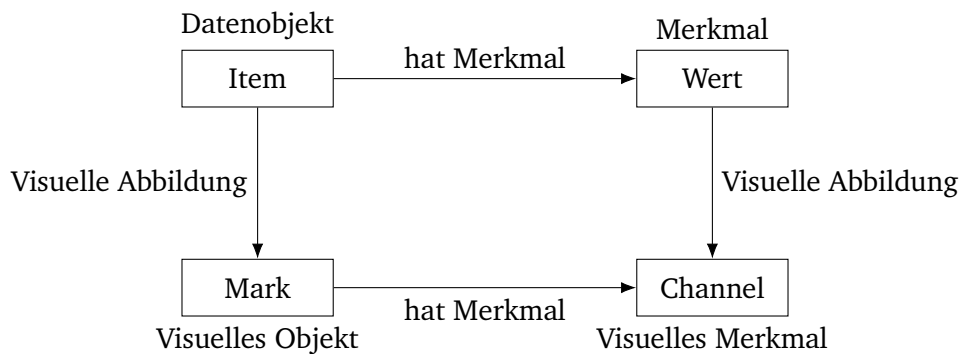 Datenobjekt
Merkmal
Item
hat Merkmal
Wert
Visuelle Abbildung
Visuelle Abbildung
Mark
hat Merkmal
Channel
Visuelles Objekt
Visuelles Merkmal